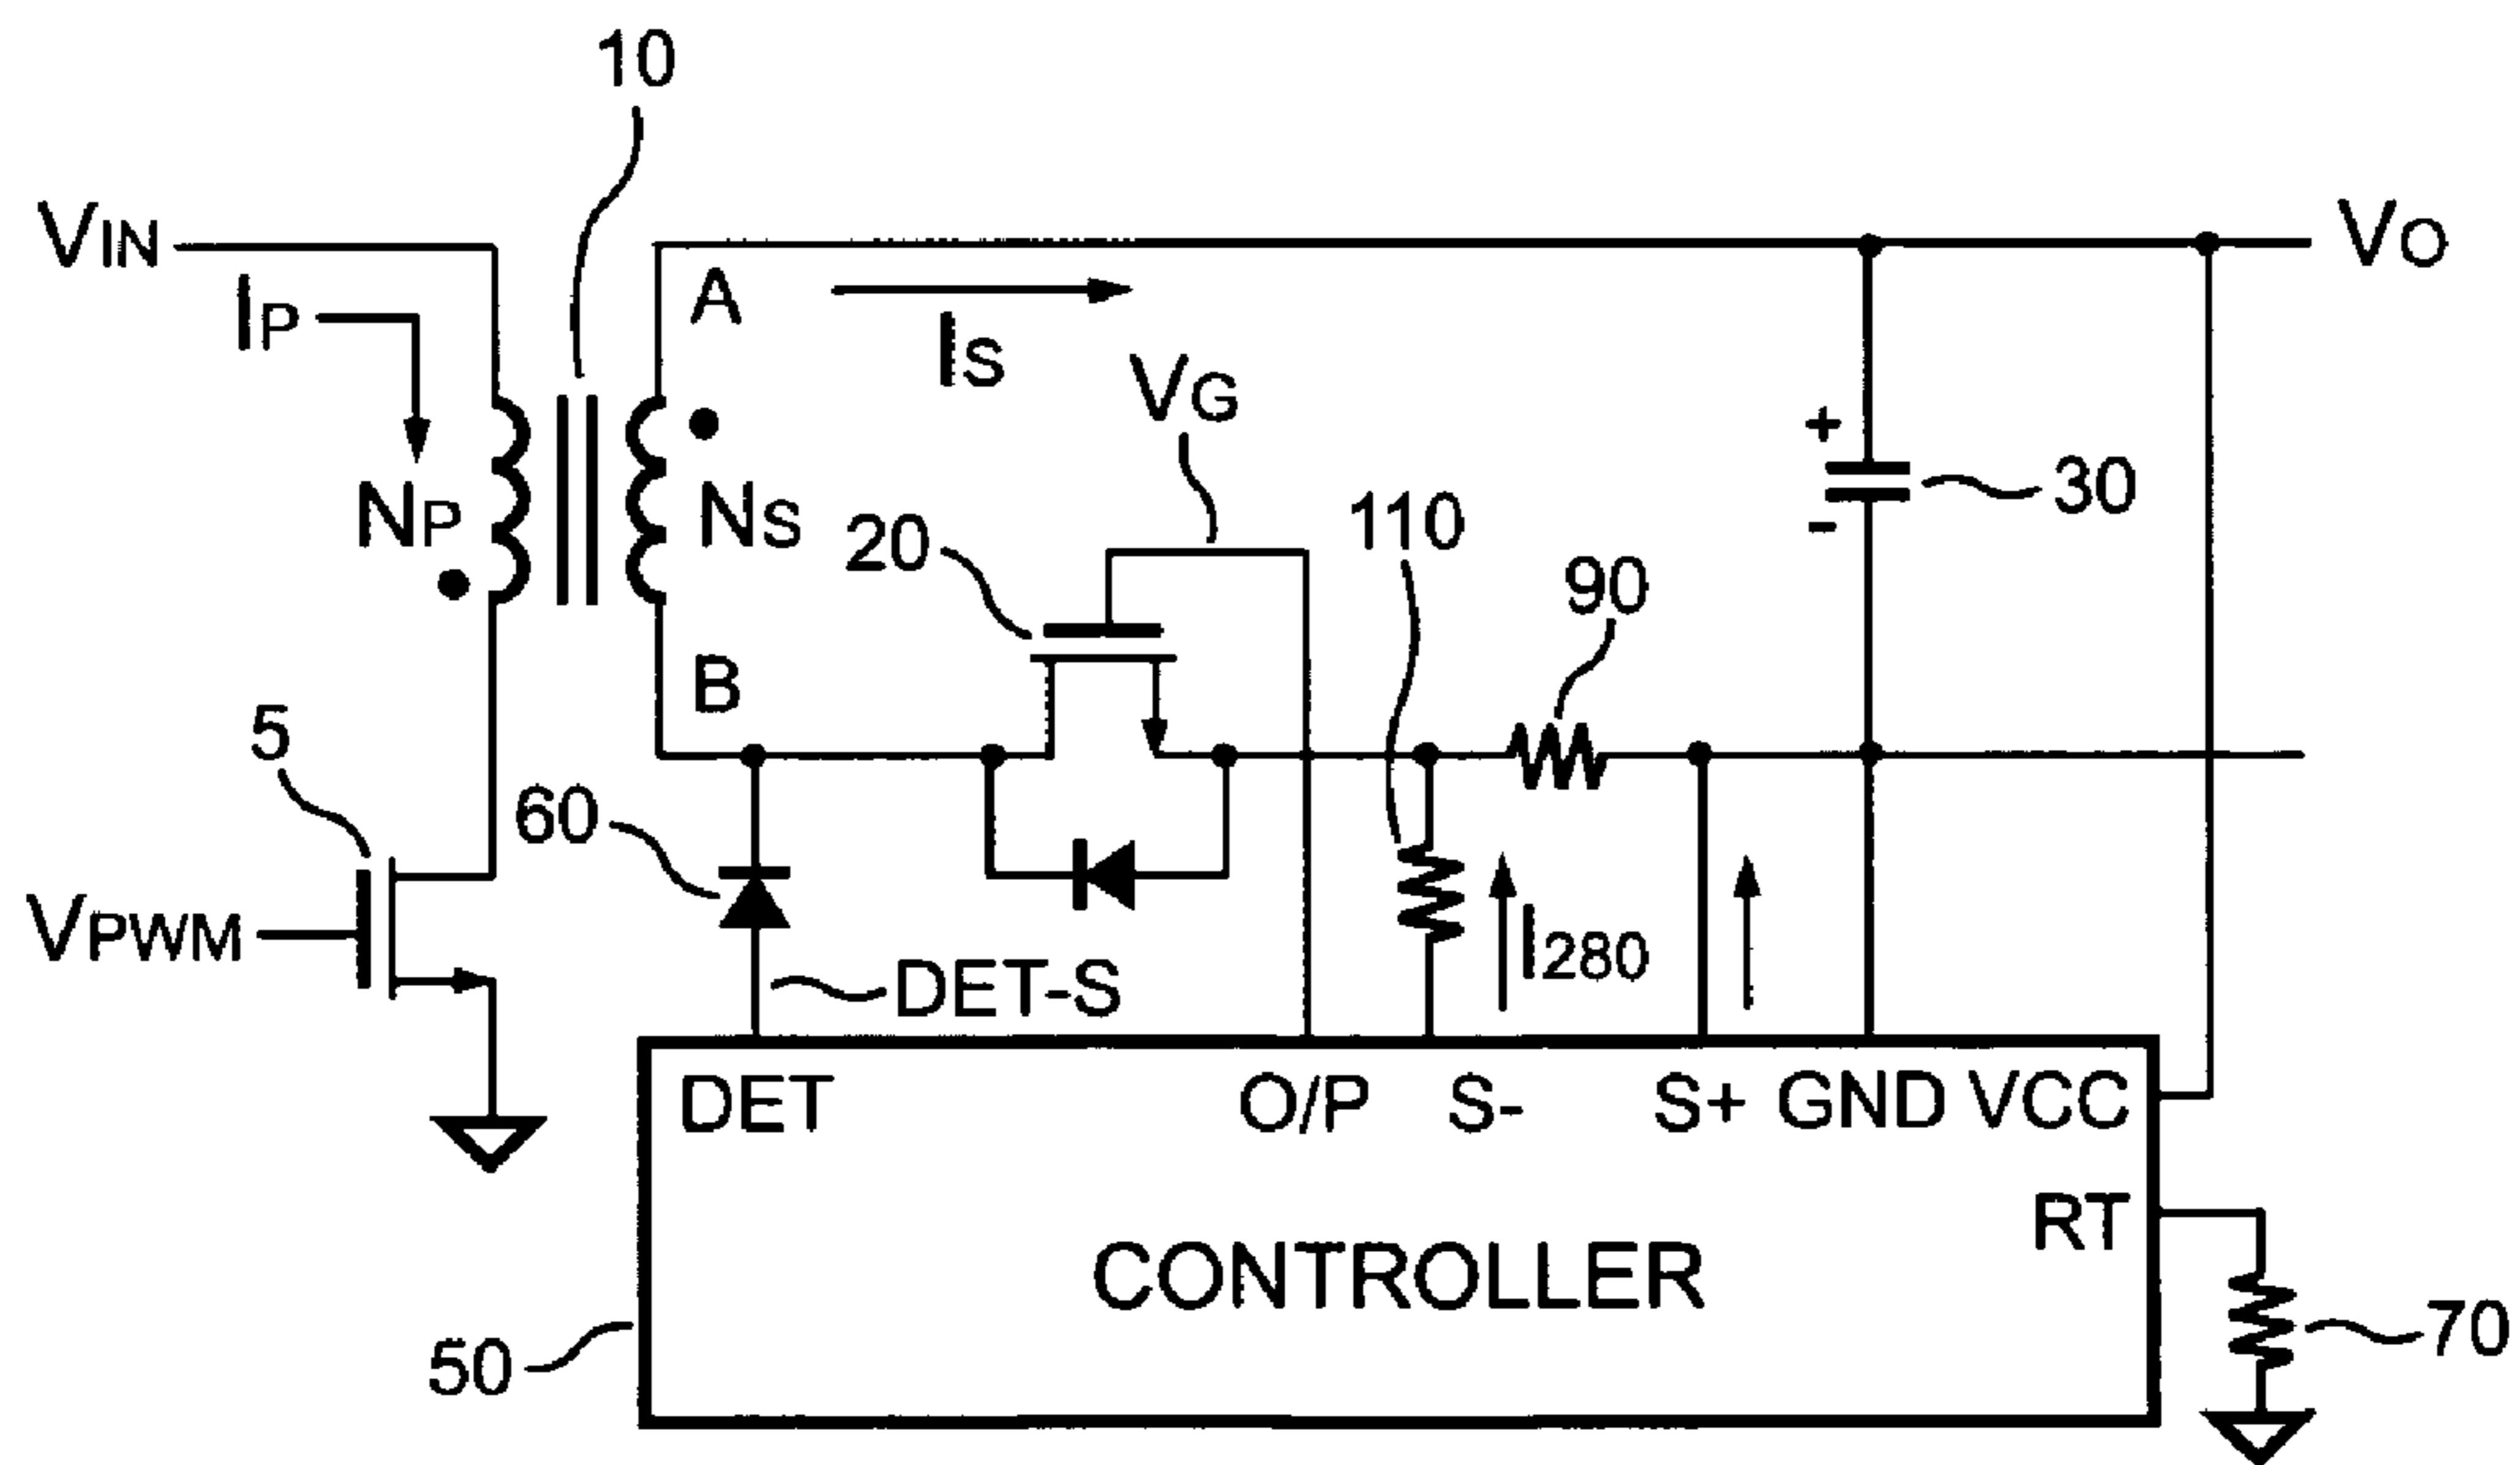 10
VIN
VO
IP
A
IS
VG
+
30
-
NP
NS
20
110
90
B
5
60
VPWM
DET-S
I280
DET
O/P
S-
S+
GND
VCC
RT
CONTROLLER
50
70